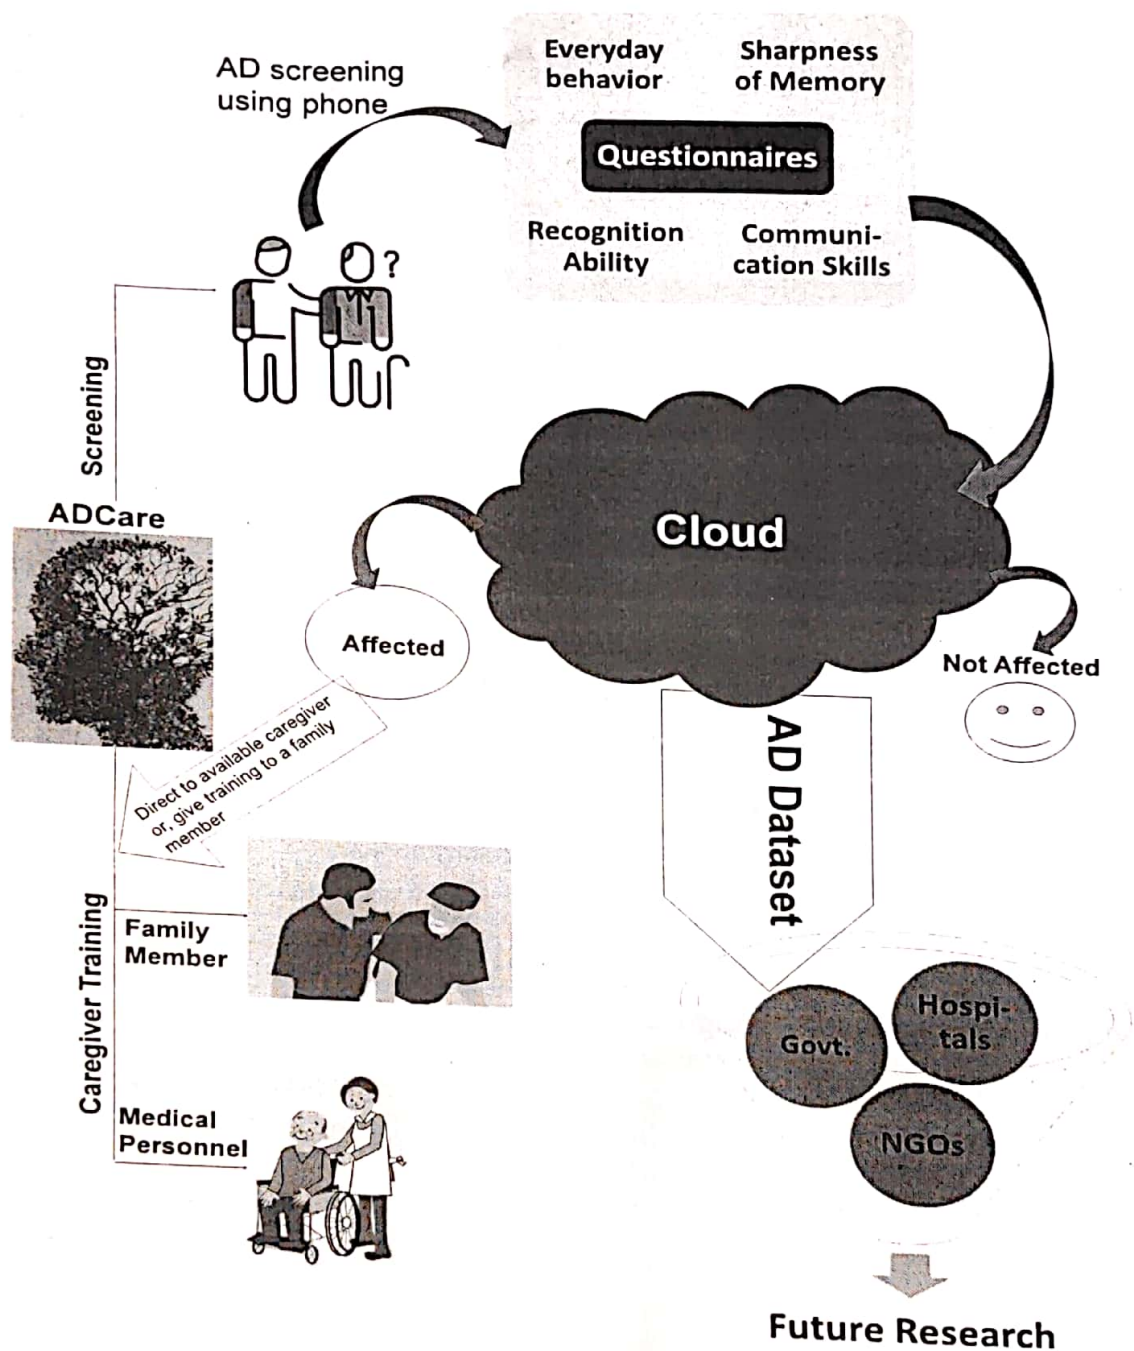 AD screening
using phone
Everyday
behavior
Sharpness
of Memory
Questionnaires
Recognition
Ability
Communi-
cation Skills
?
Screening
ADCare
Cloud
Affected
Not Affected
Direct to available caregiver
or, give training to a family
member
AD Dataset
Caregiver Training
Family
Member
Medical
Personnel
Govt.
Hospi-
tals
NGOs
Future Research